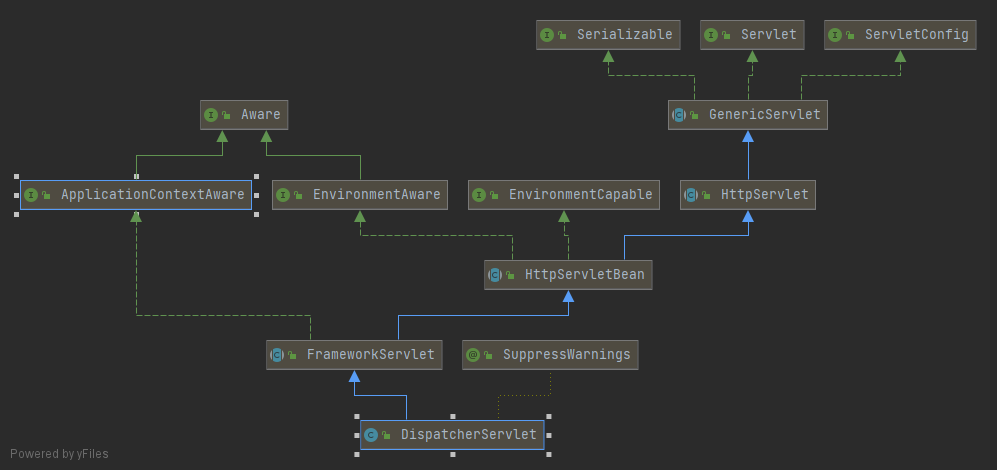 Serializable
Servlet
ServletConfig
Aware
GenericServlet
ApplicationContextAware
EnvironmentAware
EnvironmentCapable
HttpServlet
HttpServletBean
FrameworkServlet
SuppressWarnings
DispatcherServlet
Powered by yFiles